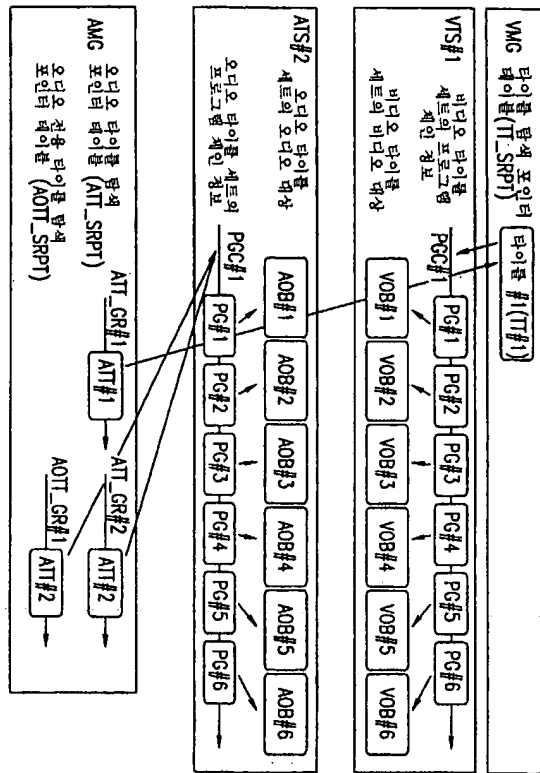 VMG
타이틀 탐색 포인터
테이블(TT_SRPT)
타이틀 #1(TT#1)
VTS#1
비디오 타이틀
세트의 프로그램
체인 정보
PGC#1
PG#1 PG#2 PG#3 PG#4 PG#5 PG#6
비디오 타이틀
세트의 비디오 대상
VOB#1 VOB#2 VOB#3 VOB#4 VOB#5 VOB#6
ATS#2
오디오 타이틀
세트의 오디오 대상
AOB#1 AOB#2 AOB#3 AOB#4 AOB#5 AOB#6
오디오 타이틀 세트의
프로그램 체인 정보
PGC#1
PG#1 PG#2 PG#3 PG#4 PG#5 PG#6
AMG
오디오 타이틀 탐색
포인터 테이블
(ATT_SRPT)
ATT_GR#1
ATT#1
ATT_GR#2
ATT#2
오디오 전용 타이틀 탐색
포인터 테이블
(AOTT_SRPT)
AOTT_GR#1
ATT#2